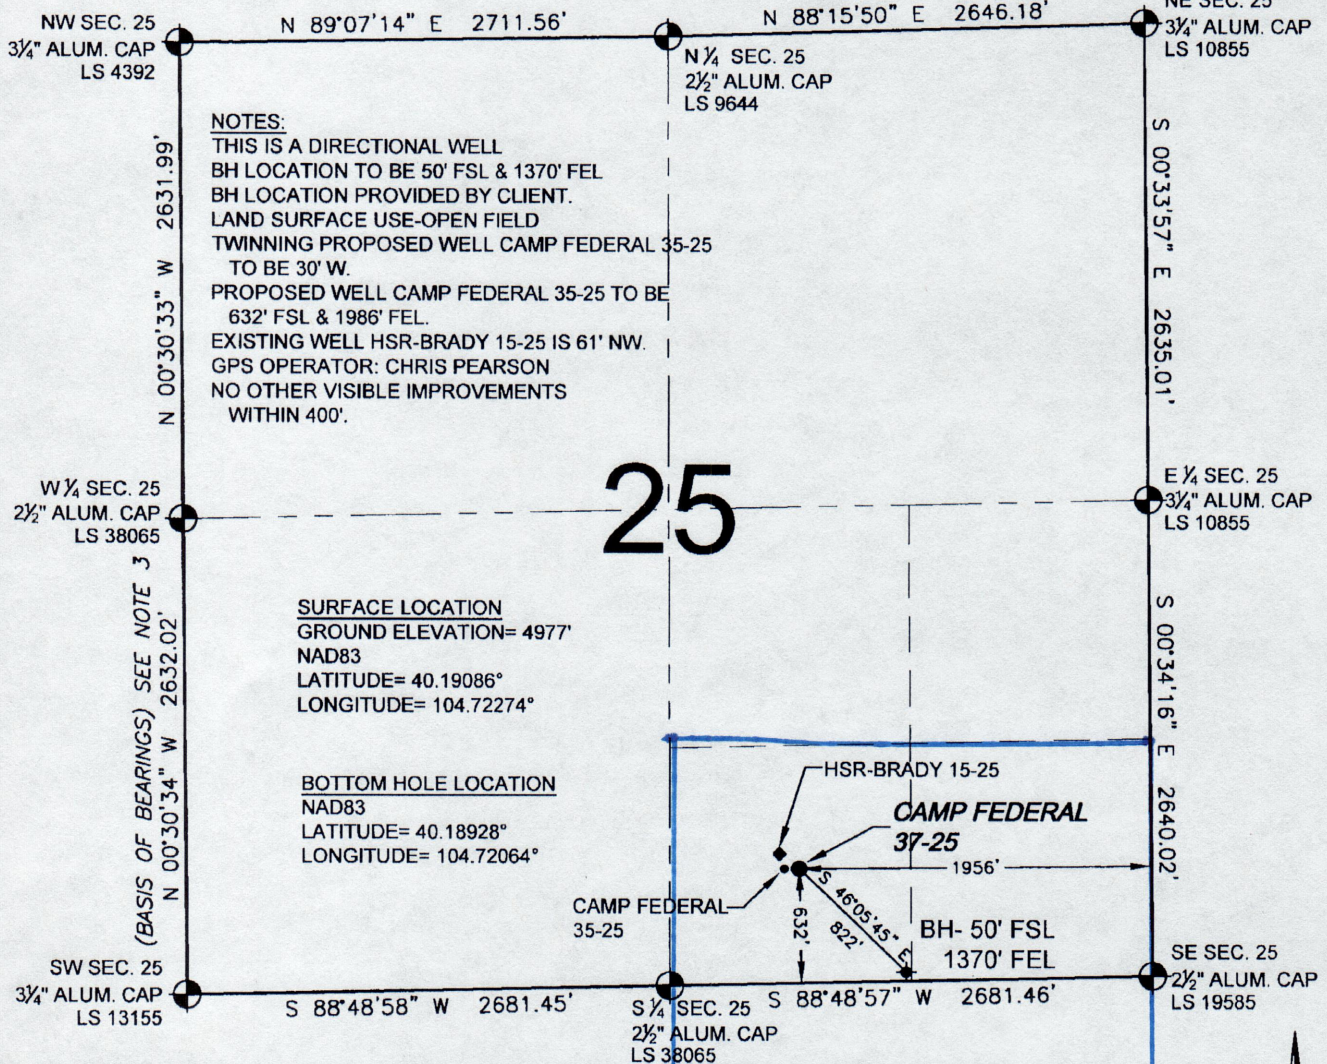 NW SEC. 25
3¼" ALUM. CAP
LS 4392
N 89°07'14" E 2711.56'
N 88°15'50" E 2646.18'
NE SEC. 25
3¼" ALUM. CAP
LS 10855
N ¼ SEC. 25
2½" ALUM. CAP
LS 9644
NOTES:
THIS IS A DIRECTIONAL WELL
BH LOCATION TO BE 50' FSL & 1370' FEL
BH LOCATION PROVIDED BY CLIENT.
LAND SURFACE USE-OPEN FIELD
TWINNING PROPOSED WELL CAMP FEDERAL 35-25
TO BE 30' W.
PROPOSED WELL CAMP FEDERAL 35-25 TO BE
632' FSL & 1986' FEL.
EXISTING WELL HSR-BRADY 15-25 IS 61' NW.
GPS OPERATOR: CHRIS PEARSON
NO OTHER VISIBLE IMPROVEMENTS
WITHIN 400'.
N 00°30'33" W 2631.99'
S 00°33'57" E 2635.01'
25
W ¼ SEC. 25
2½" ALUM. CAP
LS 38065
E ¼ SEC. 25
3¼" ALUM. CAP
LS 10855
(BASIS OF BEARINGS) SEE NOTE 3
N 00°30'34" W 2632.02'
SURFACE LOCATION
GROUND ELEVATION= 4977'
NAD83
LATITUDE= 40.19086°
LONGITUDE= 104.72274°
BOTTOM HOLE LOCATION
NAD83
LATITUDE= 40.18928°
LONGITUDE= 104.72064°
S 00°34'16" E 2640.02'
HSR-BRADY 15-25
CAMP FEDERAL
37-25
1956'
CAMP FEDERAL
35-25
632'
S 46°05'45" E
822'
BH- 50' FSL
1370' FEL
SW SEC. 25
3¼" ALUM. CAP
LS 13155
S 88°48'58" W 2681.45'
S ¼ SEC. 25
2½" ALUM. CAP
LS 38065
S 88°48'57" W 2681.46'
SE SEC. 25
2½" ALUM. CAP
LS 19585